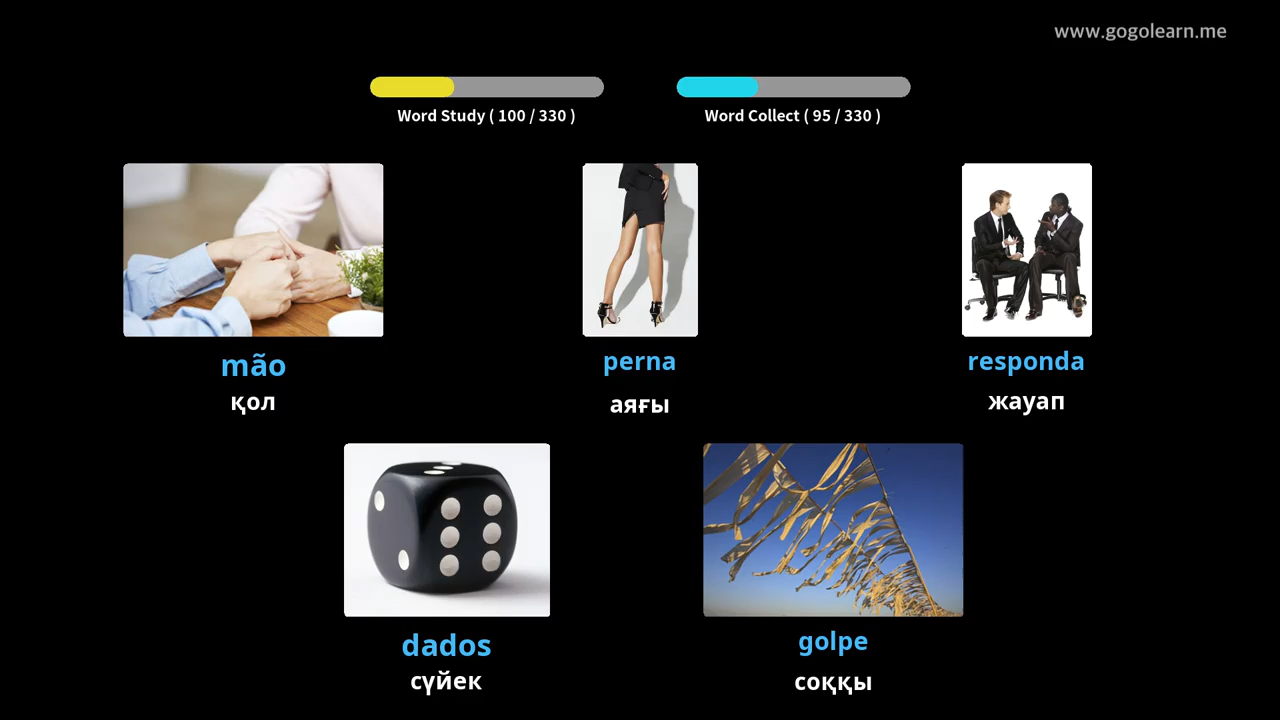 www.gogolearn.me
Word Study ( 100 / 330 )
Word Collect ( 95 / 330 )
mão
қол
perna
аяғы
responda
жауап
dados
сүйек
golpe
соққы